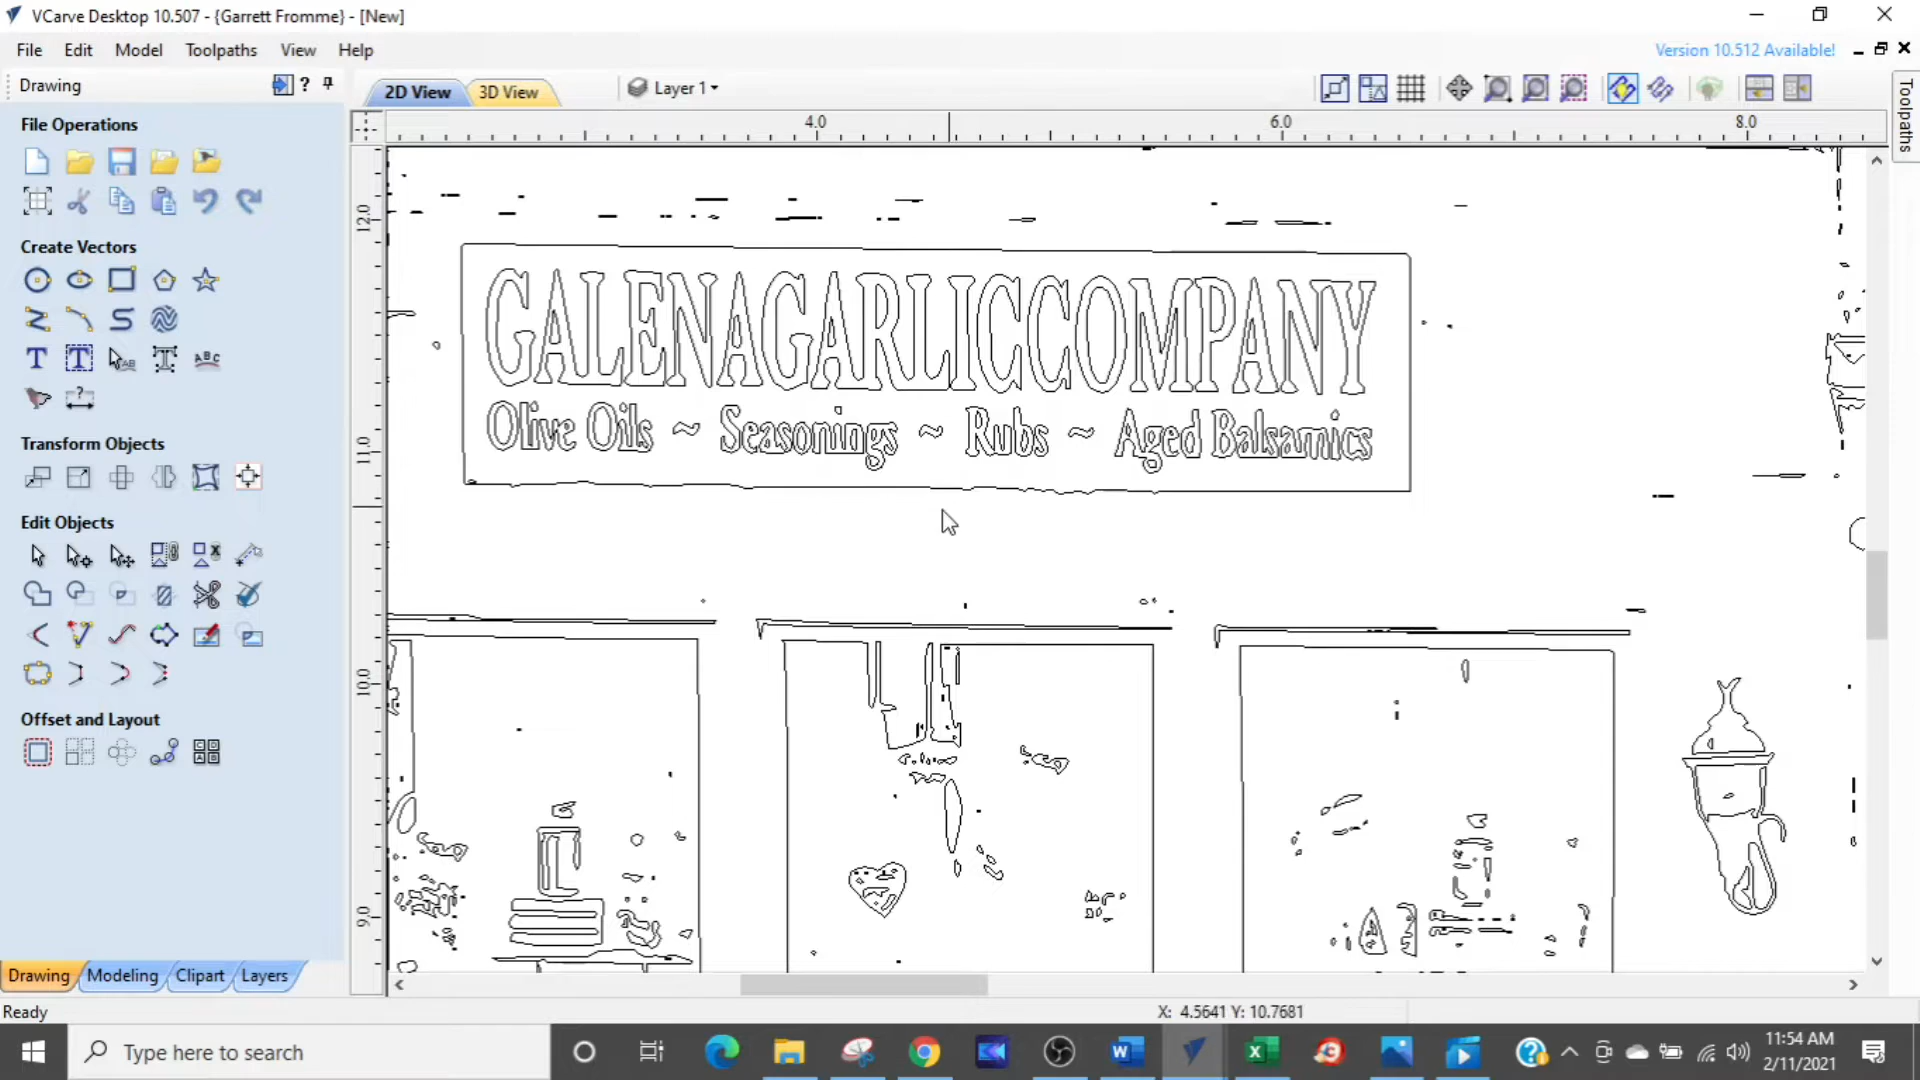 VCarve Desktop 10.507 - {Garrett Fromme} - [New]
File Edit Model Toolpaths View Help
Version 10.512 Available!
Drawing
?
2D View
3D View
Layer 1
Toolpaths
File Operations
Create Vectors
Transform Objects
Edit Objects
Offset and Layout
4.0 6.0 8.0
12.0
11.0
10.0
9.0
GALENAGARLICCOMPANY
Olive Oils ~ Seasonings ~ Rubs ~ Aged Balsamics
Drawing Modeling Clipart Layers
Ready
X: 4.5641 Y: 10.7681
Type here to search
11:54 AM
2/11/2021